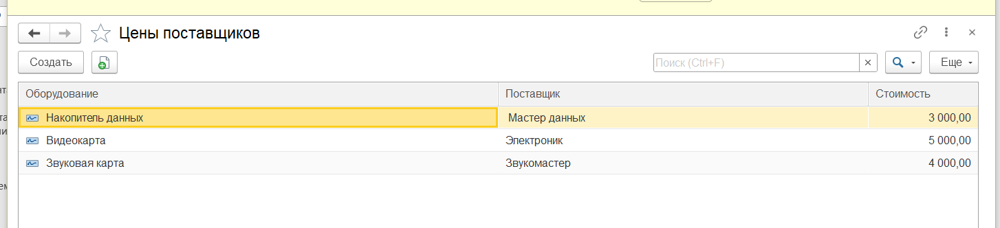 Цены поставщиков
Создать
Поиск (Ctrl+F)
Еще
Оборудование Поставщик Стоимость
Накопитель данных Мастер данных 3 000,00
Видеокарта Электроник 5 000,00
Звуковая карта Звукомастер 4 000,00